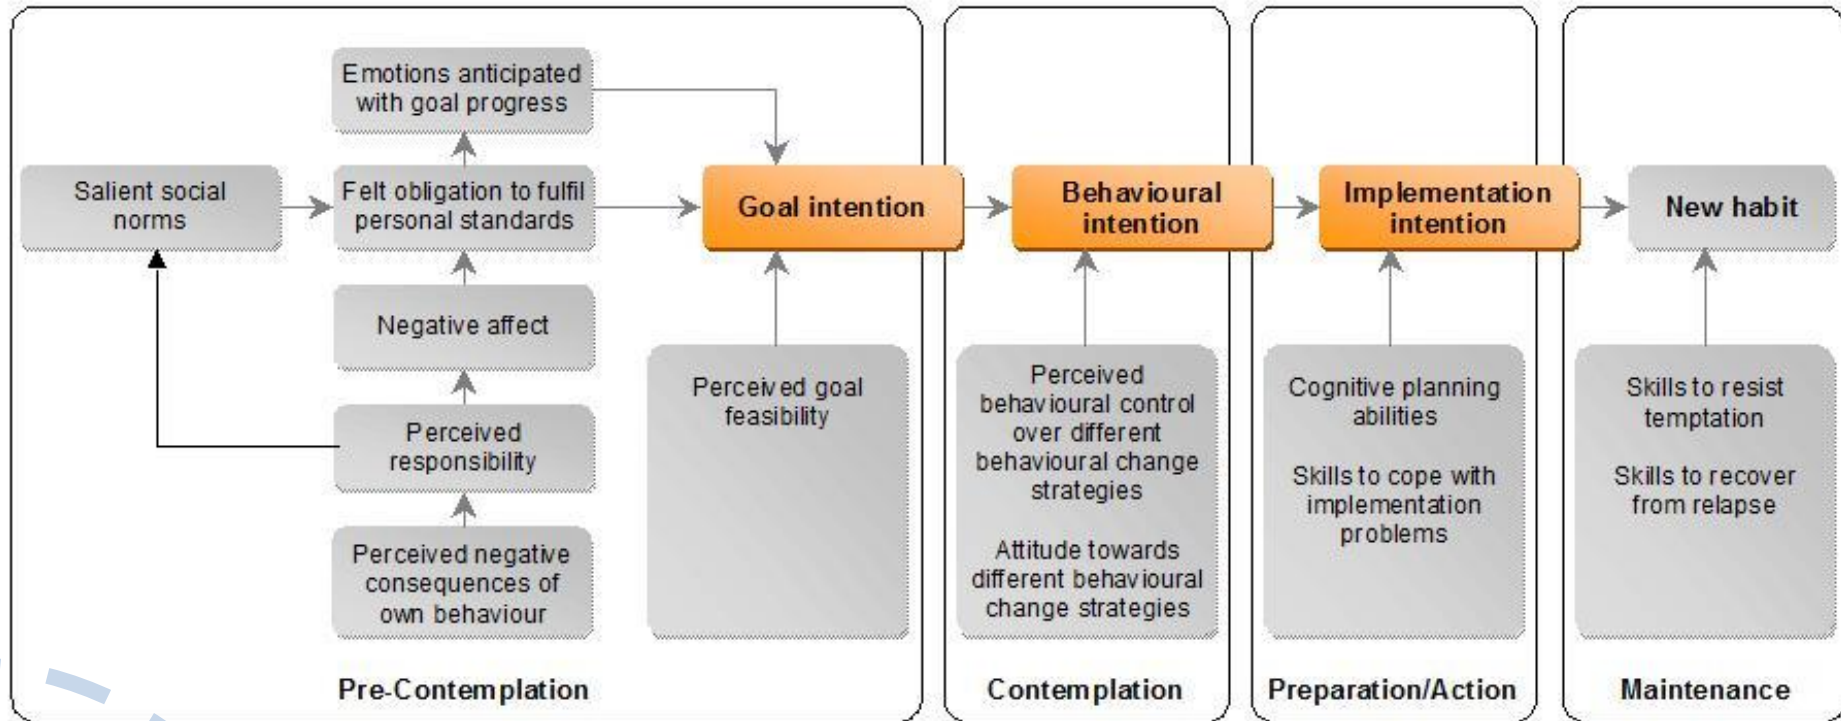 Emotions anticipated
with goal progress
Salient social
norms
Felt obligation to fulfil
personal standards
Goal intention
Behavioural
intention
Implementation
intention
New habit
Negative affect
Perceived
responsibility
Perceived negative
consequences of
own behaviour
Perceived goal
feasibility
Perceived
behavioural control
over different
behavioural change
strategies
Attitude towards
different behavioural
change strategies
Cognitive planning
abilities
Skills to cope with
implementation
problems
Skills to resist
temptation
Skills to recover
from relapse
Pre-Contemplation
Contemplation
Preparation/Action
Maintenance